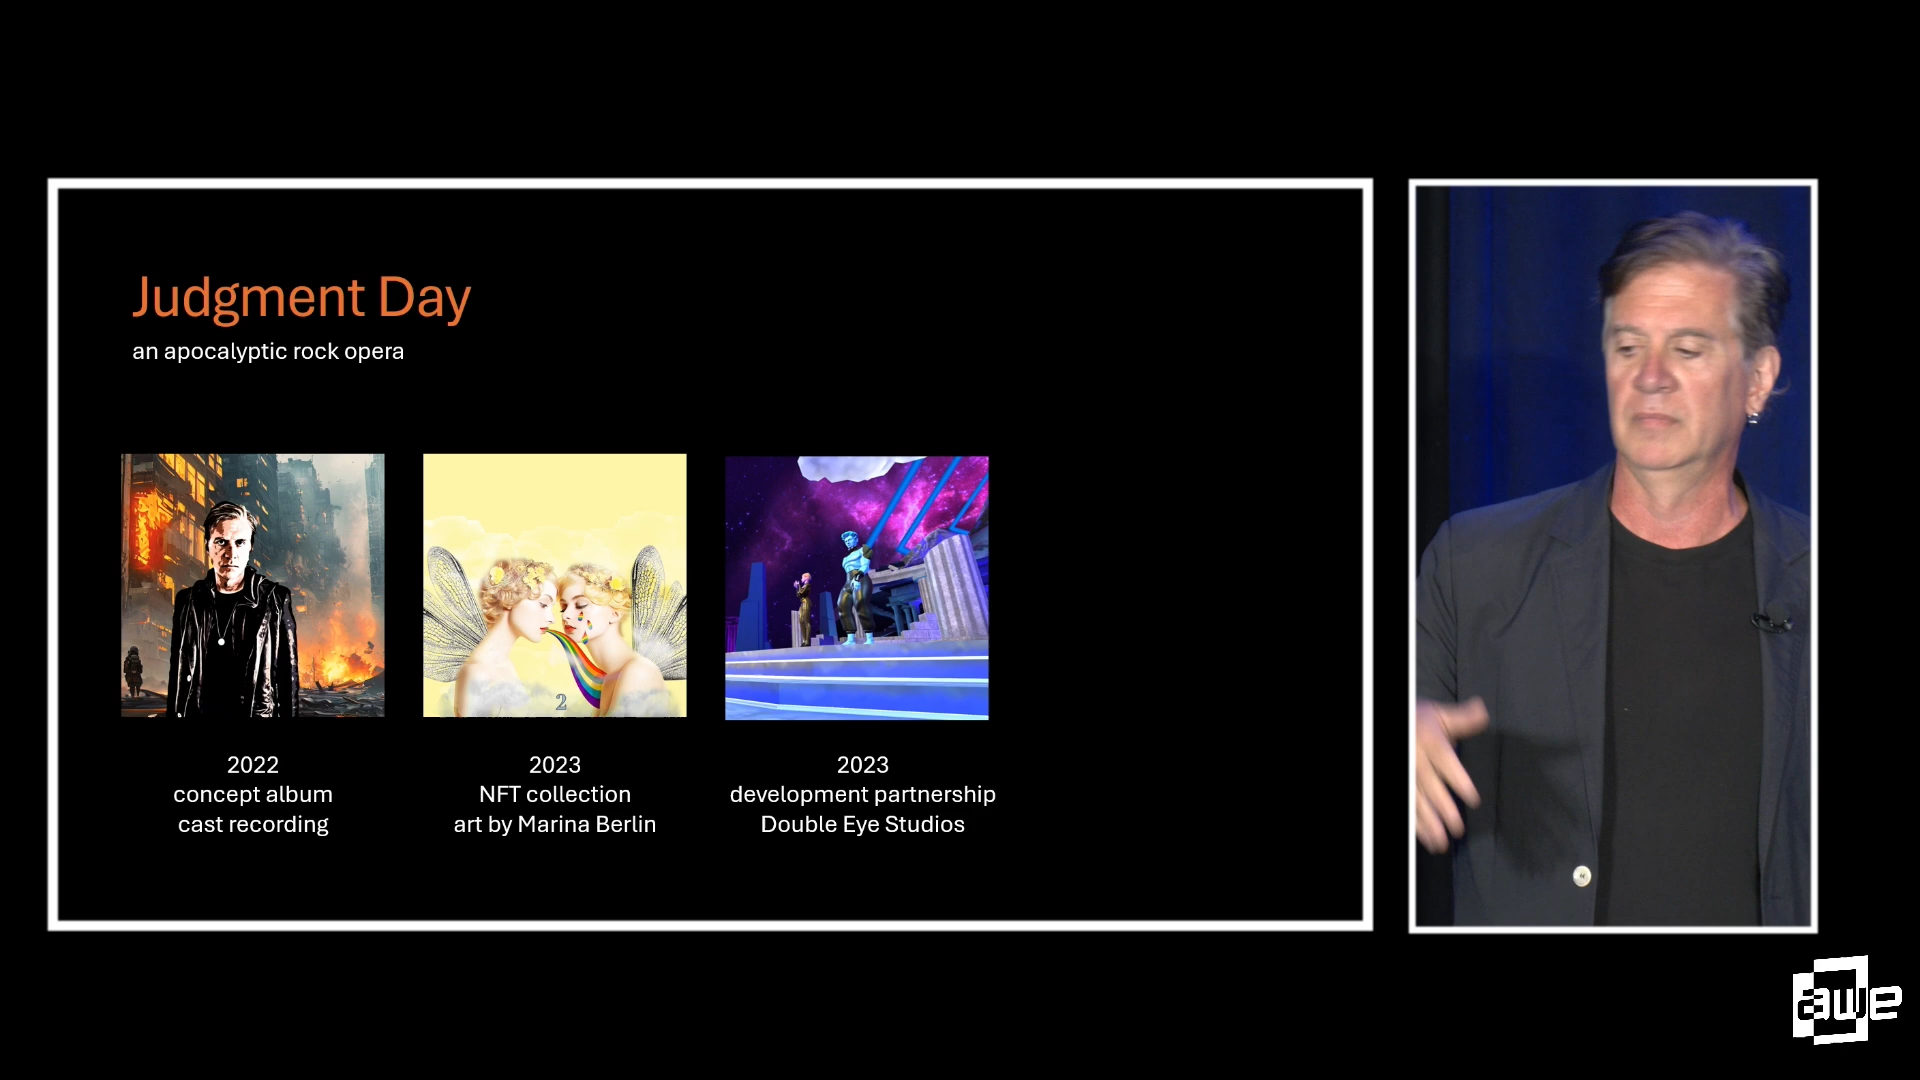 Judgment Day
an apocalyptic rock opera
2
2022
concept album
cast recording
2023
NFT collection
art by Marina Berlin
2023
development partnership
Double Eye Studios
awe